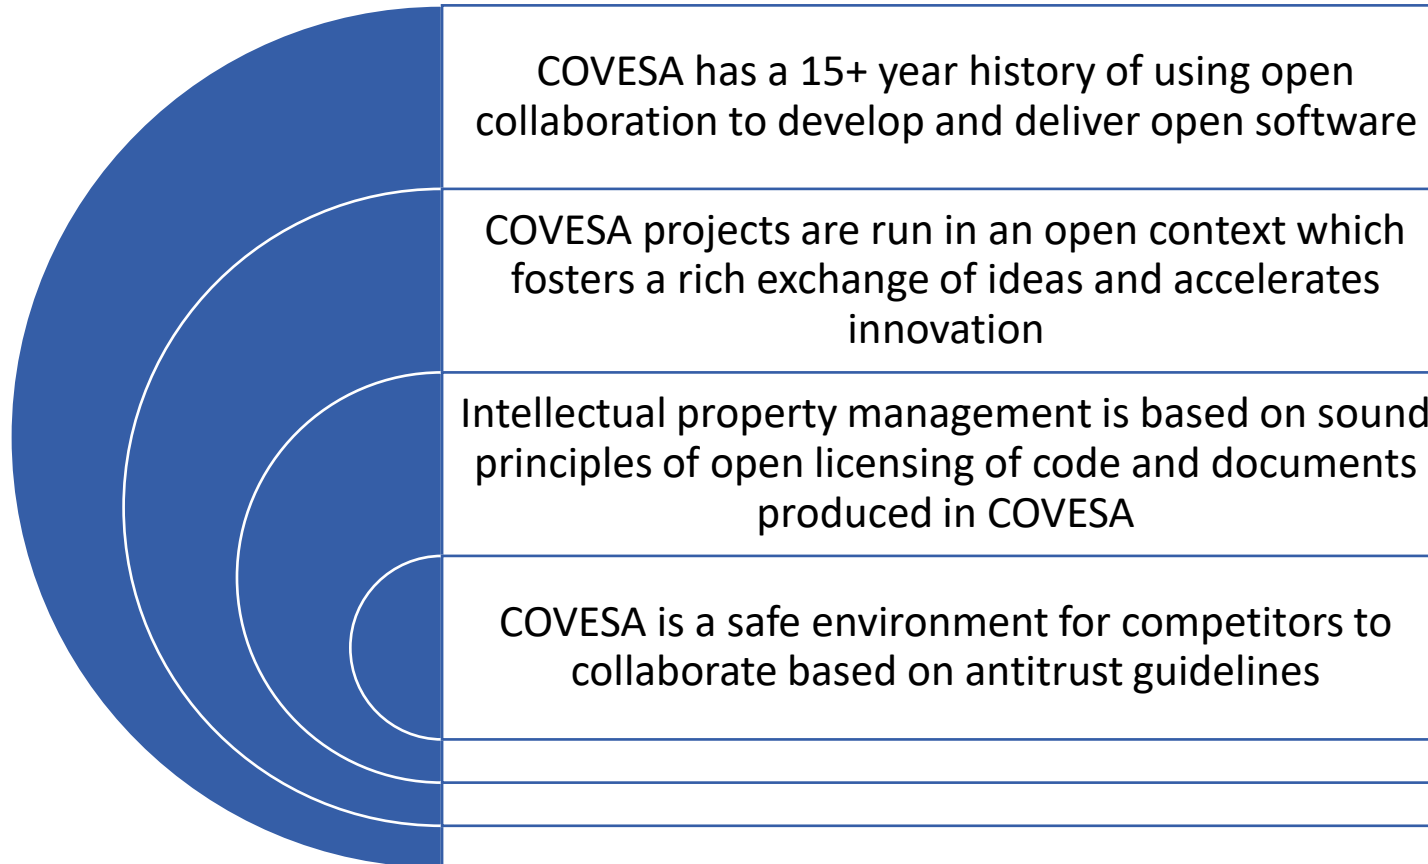 COVESA has a 15+ year history of using open
collaboration to develop and deliver open software
COVESA projects are run in an open context which
fosters a rich exchange of ideas and accelerates
innovation
Intellectual property management is based on sound
principles of open licensing of code and documents
produced in COVESA
COVESA is a safe environment for competitors to
collaborate based on antitrust guidelines